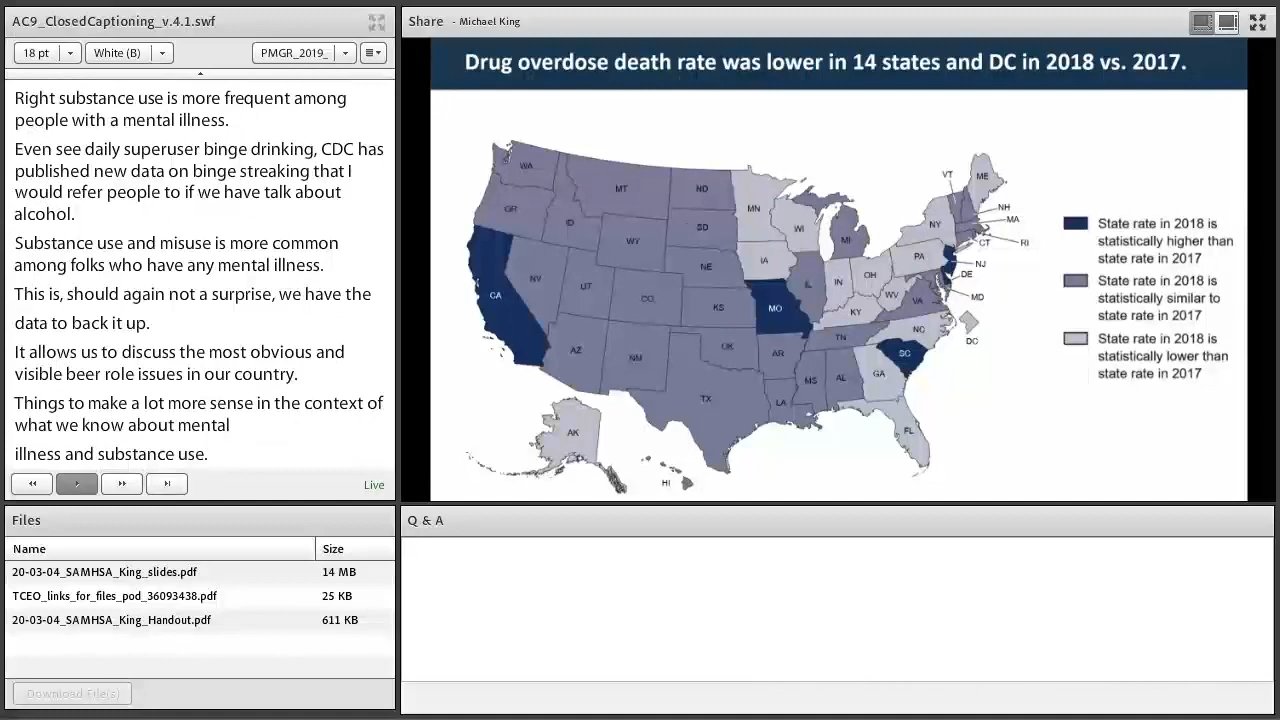 AC9_ClosedCaptioning_v.4.1.swf
18 pt
White (B)
PMGR_2019_
Right substance use is more frequent among
people with a mental illness.
Even see daily superuser binge drinking, CDC has
published new data on binge streaking that I
would refer people to if we have talk about
alcohol.
Substance use and misuse is more common
among folks who have any mental illness.
This is, should again not a surprise, we have the
data to back it up.
It allows us to discuss the most obvious and
visible beer role issues in our country.
Things to make a lot more sense in the context of
what we know about mental
illness and substance use.
Live
Files
Name
Size
20-03-04_SAMHSA_King_slides.pdf
14 MB
TCEO_links_for_files_pod_36093438.pdf
25 KB
20-03-04_SAMHSA_King_Handout.pdf
611 KB
Download File(s)
Share - Michael King
Drug overdose death rate was lower in 14 states and DC in 2018 vs. 2017.
WA
MT
ND
MN
VT
ME
OR
ID
SD
WI
NY
NH
MA
WY
MI
CT
RI
NE
IA
PA
NJ
NV
UT
CO
IL
IN
OH
DE
CA
KS
MO
WV
VA
MD
KY
AZ
NM
OK
AR
TN
NC
DC
SC
TX
LA
MS
AL
GA
AK
FL
HI
State rate in 2018 is
statistically higher than
state rate in 2017
State rate in 2018 is
statistically similar to
state rate in 2017
State rate in 2018 is
statistically lower than
state rate in 2017
Q & A